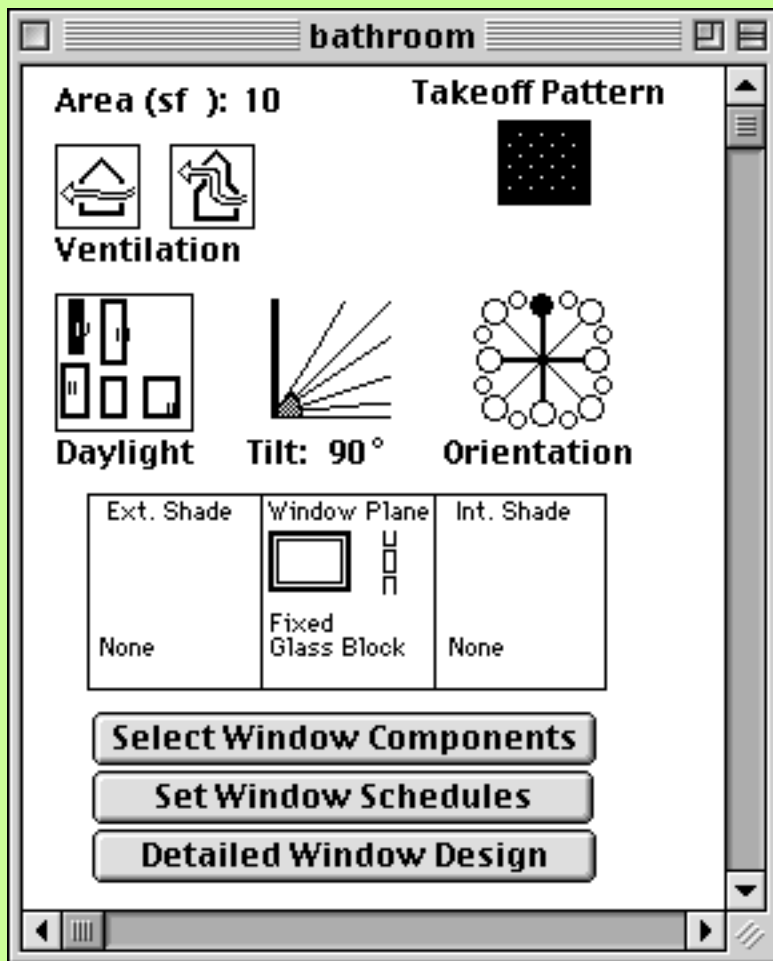 bathroom
Area (sf ): 10
Takeoff Pattern
Ventilation
Daylight
Tilt: 90°
Orientation
Ext. Shade
None
Window Plane
Fixed
Glass Block
Int. Shade
None
Select Window Components
Set Window Schedules
Detailed Window Design